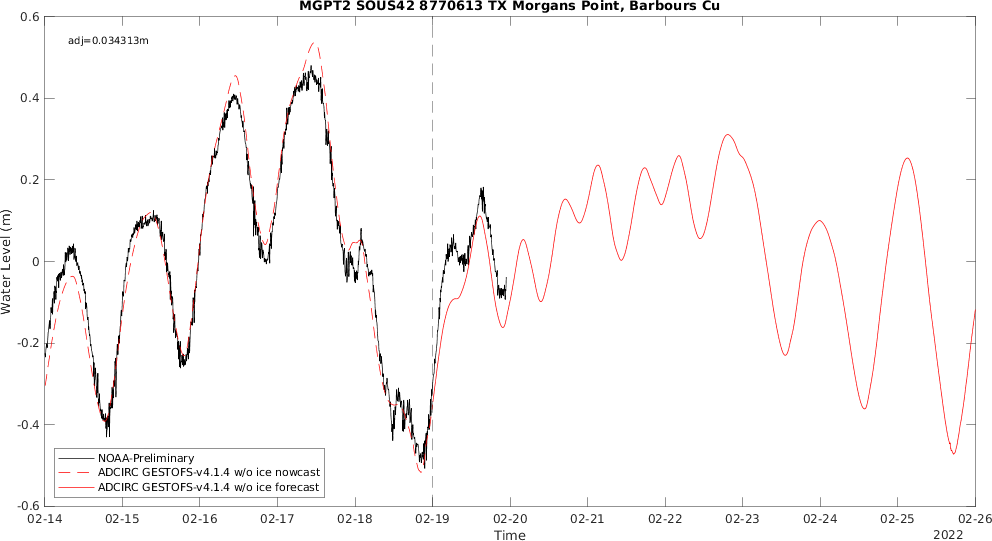 MGPT2 SOUS42 8770613 TX Morgans Point, Barbours Cu
adj=0.034313m
0.6
0.4
0.2
0
-0.2
-0.4
-0.6
Water Level (m)
NOAA-Preliminary
ADCIRC GESTOFS-v4.1.4 w/o ice nowcast
ADCIRC GESTOFS-v4.1.4 w/o ice forecast
02-14 02-15 02-16 02-17 02-18 02-19 02-20 02-21 02-22 02-23 02-24 02-25 02-26
Time
2022